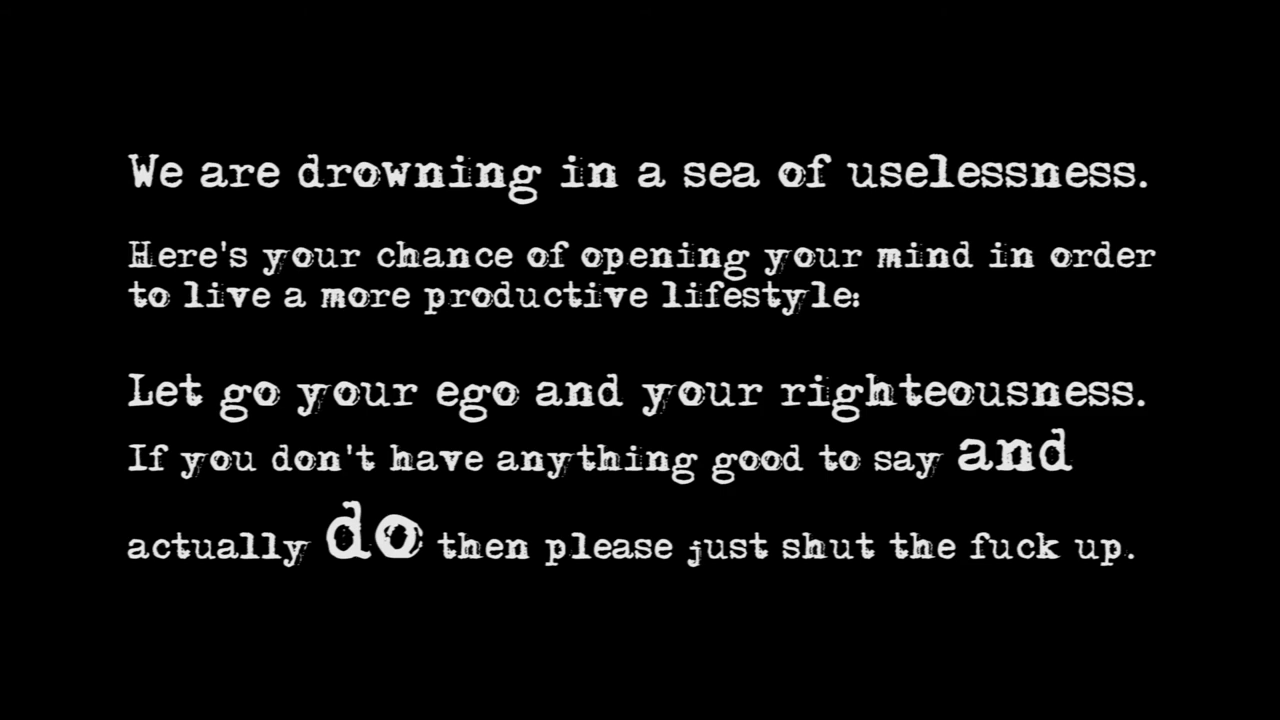 We are drowning in a sea of uselessness.
Here's your chance of opening your mind in order
to live a more productive lifestyle:
Let go your ego and your righteousness.
If you don't have anything good to say and
actually do then please just shut the fuck up.